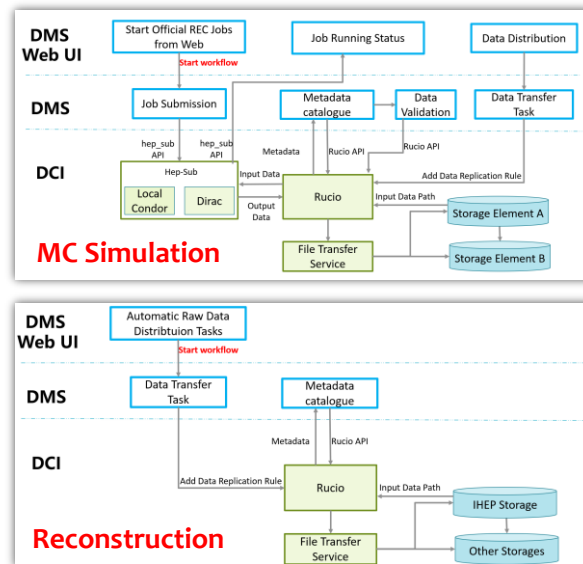 DMS
Web UI
Start Official REC Jobs
from Web
Job Running Status
Data Distribution
Start workflow
DMS
Job Submission
Metadata
catalogue
Data
Validation
Data Transfer
Task
hep_sub
API
hep_sub
API
Metadata
Rucio API
Rucio API
DCI
Hep-Sub
Local
Condor
Dirac
Input Data
Output
Data
Rucio
Add Data Replication Rule
Input Data Path
Storage Element A
MC Simulation
File Transfer
Service
Storage Element B
DMS
Web UI
Automatic Raw Data
Distribtuion Tasks
Start workflow
DMS
Data Transfer
Task
Metadata
catalogue
DCI
Metadata
Rucio API
Add Data Replication Rule
Rucio
Input Data Path
IHEP Storage
Reconstruction
File Transfer
Service
Other Storages